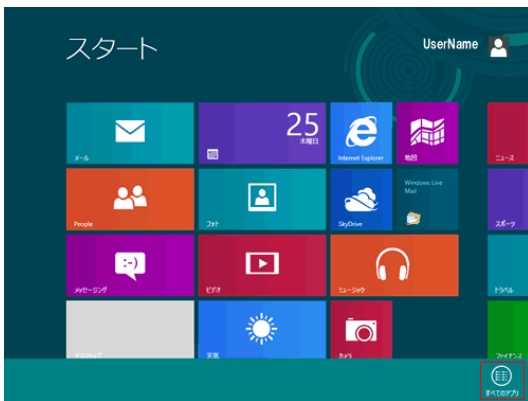 スタート
UserName
メール
25
木曜日
Internet Explorer
地図
ニュース
People
フォト
SkyDrive
Windows Live
Mail
スポーツ
メッセージング
ビデオ
ミュージック
トラベル
デスクトップ
天気
カメラ
ファイナンス
すべてのアプリ